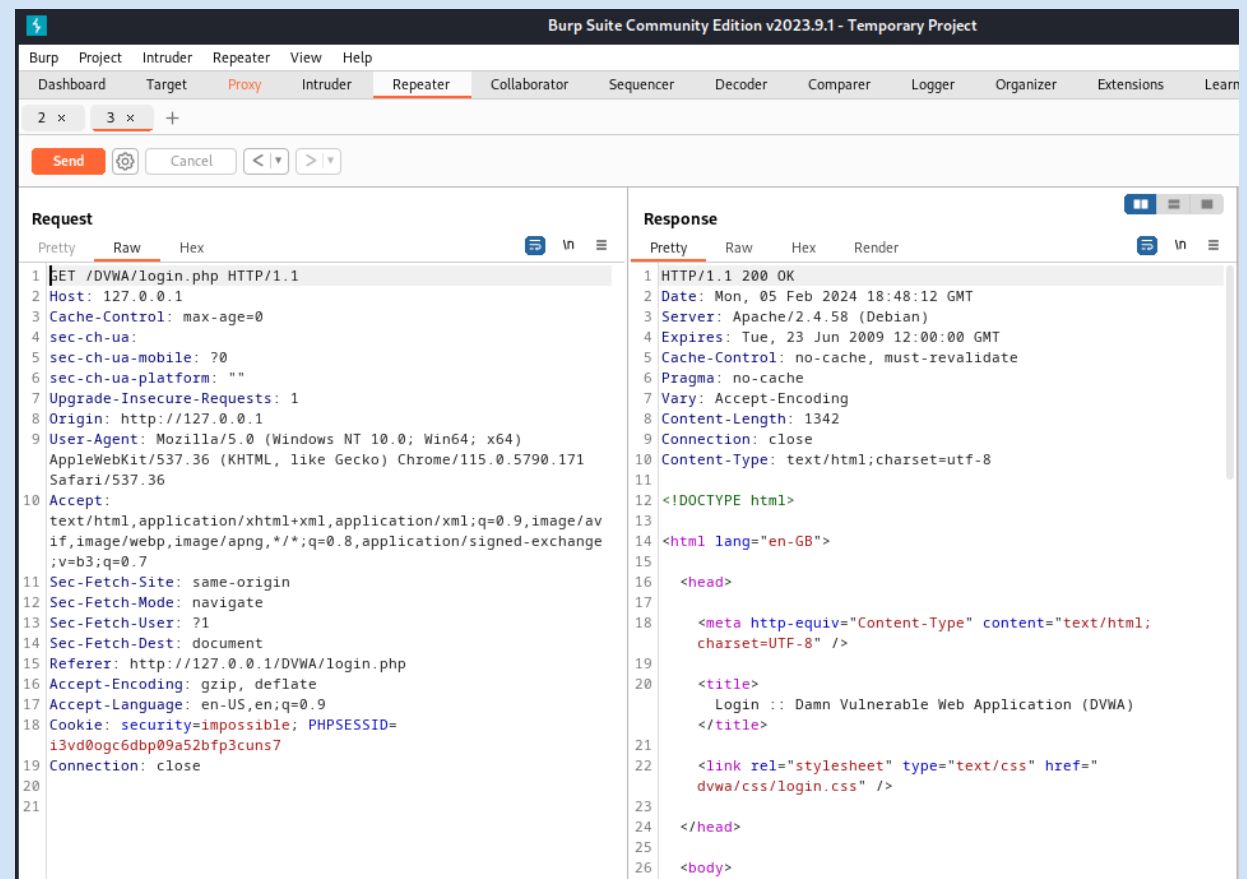 Burp Suite Community Edition v2023.9.1 - Temporary Project
Burp Project Intruder Repeater View Help
Dashboard Target Proxy Intruder Repeater Collaborator Sequencer Decoder Comparer Logger Organizer Extensions Learn
2 × 3 × +
Send Cancel < >
Request
Pretty Raw Hex \n
1 GET /DVWA/login.php HTTP/1.1
2 Host: 127.0.0.1
3 Cache-Control: max-age=0
4 sec-ch-ua:
5 sec-ch-ua-mobile: ?0
6 sec-ch-ua-platform: ""
7 Upgrade-Insecure-Requests: 1
8 Origin: http://127.0.0.1
9 User-Agent: Mozilla/5.0 (Windows NT 10.0; Win64; x64)
AppleWebKit/537.36 (KHTML, like Gecko) Chrome/115.0.5790.171
Safari/537.36
10 Accept:
text/html,application/xhtml+xml,application/xml;q=0.9,image/av
if,image/webp,image/apng,*/*;q=0.8,application/signed-exchange
;v=b3;q=0.7
11 Sec-Fetch-Site: same-origin
12 Sec-Fetch-Mode: navigate
13 Sec-Fetch-User: ?1
14 Sec-Fetch-Dest: document
15 Referer: http://127.0.0.1/DVWA/login.php
16 Accept-Encoding: gzip, deflate
17 Accept-Language: en-US,en;q=0.9
18 Cookie: security=impossible; PHPSESSID=
i3vd0ogc6dbp09a52bfp3cuns7
19 Connection: close
20
21
Response
Pretty Raw Hex Render \n
1 HTTP/1.1 200 OK
2 Date: Mon, 05 Feb 2024 18:48:12 GMT
3 Server: Apache/2.4.58 (Debian)
4 Expires: Tue, 23 Jun 2009 12:00:00 GMT
5 Cache-Control: no-cache, must-revalidate
6 Pragma: no-cache
7 Vary: Accept-Encoding
8 Content-Length: 1342
9 Connection: close
10 Content-Type: text/html;charset=utf-8
11
12 <!DOCTYPE html>
13
14 <html lang="en-GB">
15
16 <head>
17
18 <meta http-equiv="Content-Type" content="text/html;
charset=UTF-8" />
19
20 <title>
Login :: Damn Vulnerable Web Application (DVWA)
</title>
21
22 <link rel="stylesheet" type="text/css" href="
dvwa/css/login.css" />
23
24 </head>
25
26 <body>